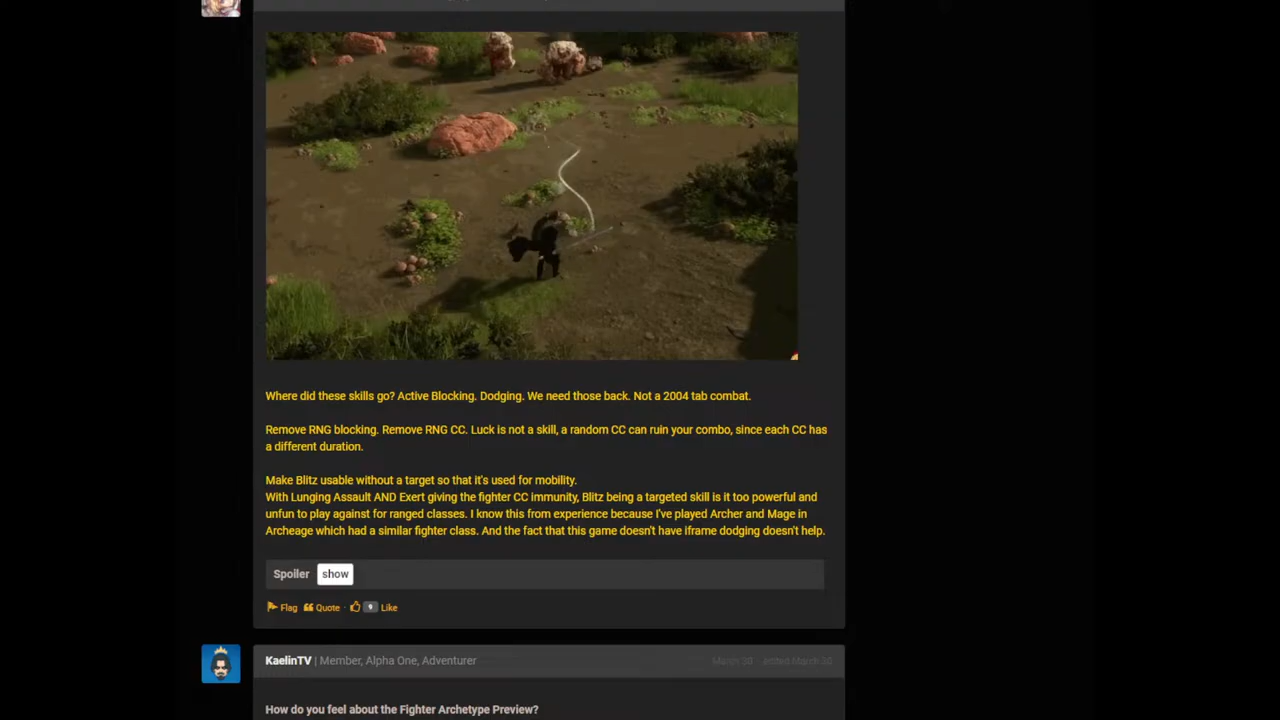 Where did these skills go? Active Blocking. Dodging. We need those back. Not a 2004 tab combat.
Remove RNG blocking. Remove RNG CC. Luck is not a skill, a random CC can ruin your combo, since each CC has
a different duration.
Make Blitz usable without a target so that it's used for mobility.
With Lunging Assault AND Exert giving the fighter CC immunity, Blitz being a targeted skill is it too powerful and
unfun to play against for ranged classes. I know this from experience because I've played Archer and Mage in
Archeage which had a similar fighter class. And the fact that this game doesn't have iframe dodging doesn't help.
Spoiler show
Flag Quote · 9 Like
KaelinTV | Member, Alpha One, Adventurer March 30 edited March 30
How do you feel about the Fighter Archetype Preview?